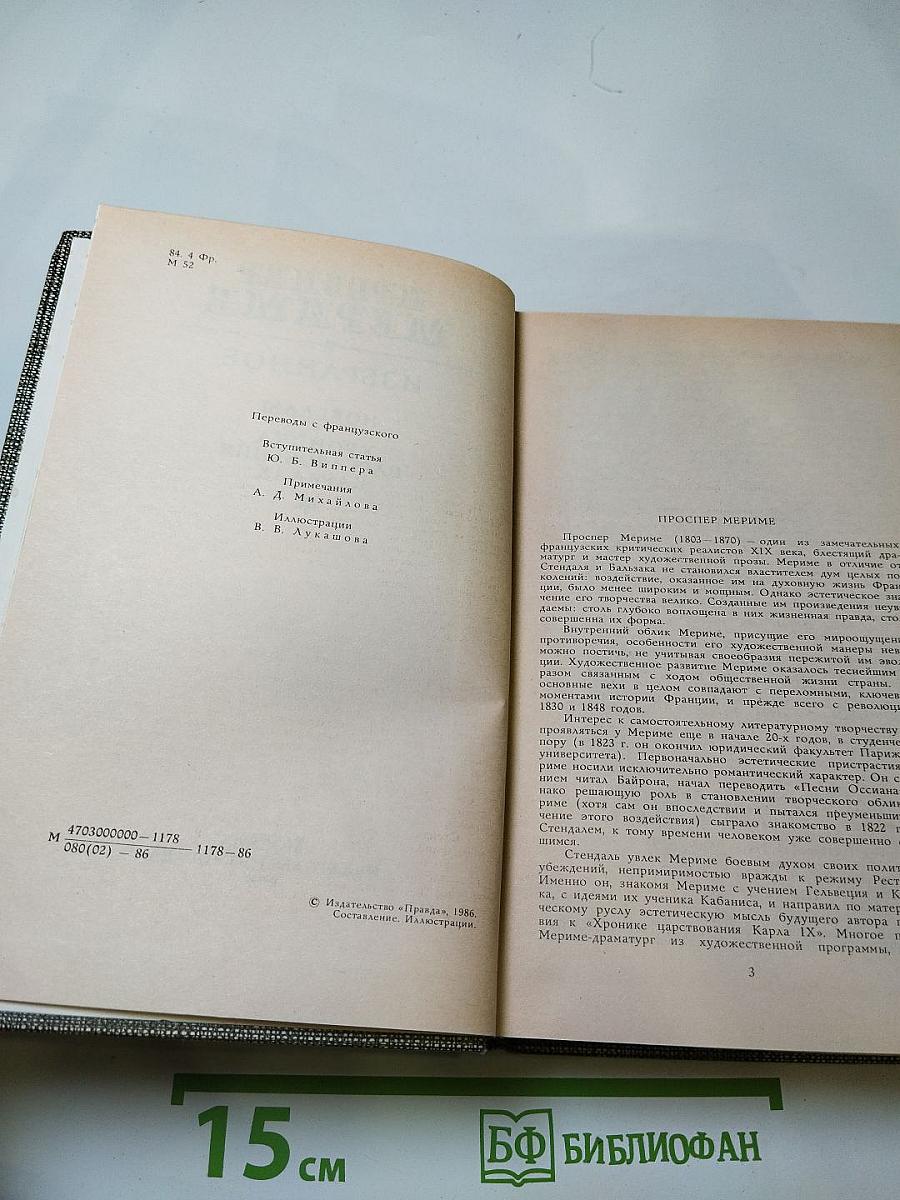 84. 4 Фр.
М 52
Переводы с французского
Вступительная статья
Ю. Б. Виппера
Примечания
А. Д. Михайлова
Иллюстрации
В. В. Лукашова
М 4703000000—1178
080(02) — 86
1178—86
© Издательство «Правда», 1986.
Составление. Иллюстрации.
ПРОСПЕР МЕРИМЕ
Проспер Мериме (1803—1870) — один из замечательных
французских критических реалистов XIX века, блестящий дра-
матург и мастер художественной прозы. Мериме в отличие от
Стендаля и Бальзака не становился властителем дум целых по-
колений: воздействие, оказанное им на духовную жизнь Фран
ции, было менее широким и мощным. Однако эстетическое зна
чение его творчества велико. Созданные им произведения неув
даемы: столь глубоко воплощена в них жизненная правда, сто
совершенна их форма.
Внутренний облик Мериме, присущие его мироощущени
противоречия, особенности его художественной манеры нев
можно постичь, не учитывая своеобразия пережитой им эвол
ции. Художественное развитие Мериме оказалось теснейшим
разом связанным с ходом общественной жизни страны.
основные вехи в целом совпадают с переломными, ключев
моментами истории Франции, и прежде всего с революци
1830 и 1848 годов.
Интерес к самостоятельному литературному творчеству
проявляться у Мериме еще в начале 20-х годов, в студенче
пору (в 1823 г. он окончил юридический факультет Париж
университета). Первоначально эстетические пристрастия
риме носили исключительно романтический характер. Он с
нием читал Байрона, начал переводить «Песни Оссиана
нако решающую роль в становлении творческого облик
риме (хотя сам он впоследствии и пытался преуменьши
чение этого воздействия) сыграло знакомство в 1822 г
Стендалем, к тому времени человеком уже совершенно
шимся.
Стендаль увлек Мериме боевым духом своих полит
убеждений, непримиримостью вражды к режиму Рест
Именно он, знакомя Мериме с учением Гельвеция и К
ка, с идеями их ученика Кабаниса, и направил по матер
ческому руслу эстетическую мысль будущего автора п
вия к «Хронике царствования Карла IX». Многое п
Мериме-драматург из художественной программы,
3
15 см
БФ БИБЛИОФАН